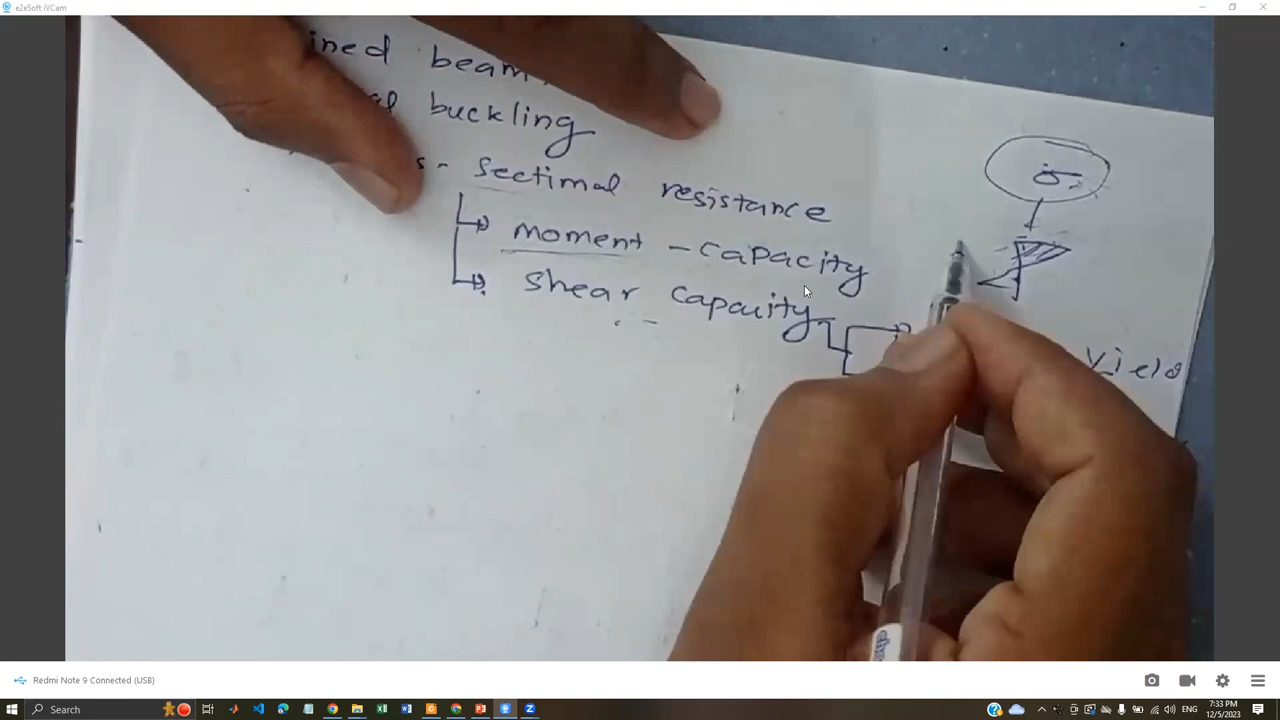 e2eSoft iVCam
ined beam
buckling
s - sectional resistance
moment - capacity
shear capacity
σ
Yield
Redmi Note 9 Connected (USB)
Search
ENG
7:33 PM
12/5/2023